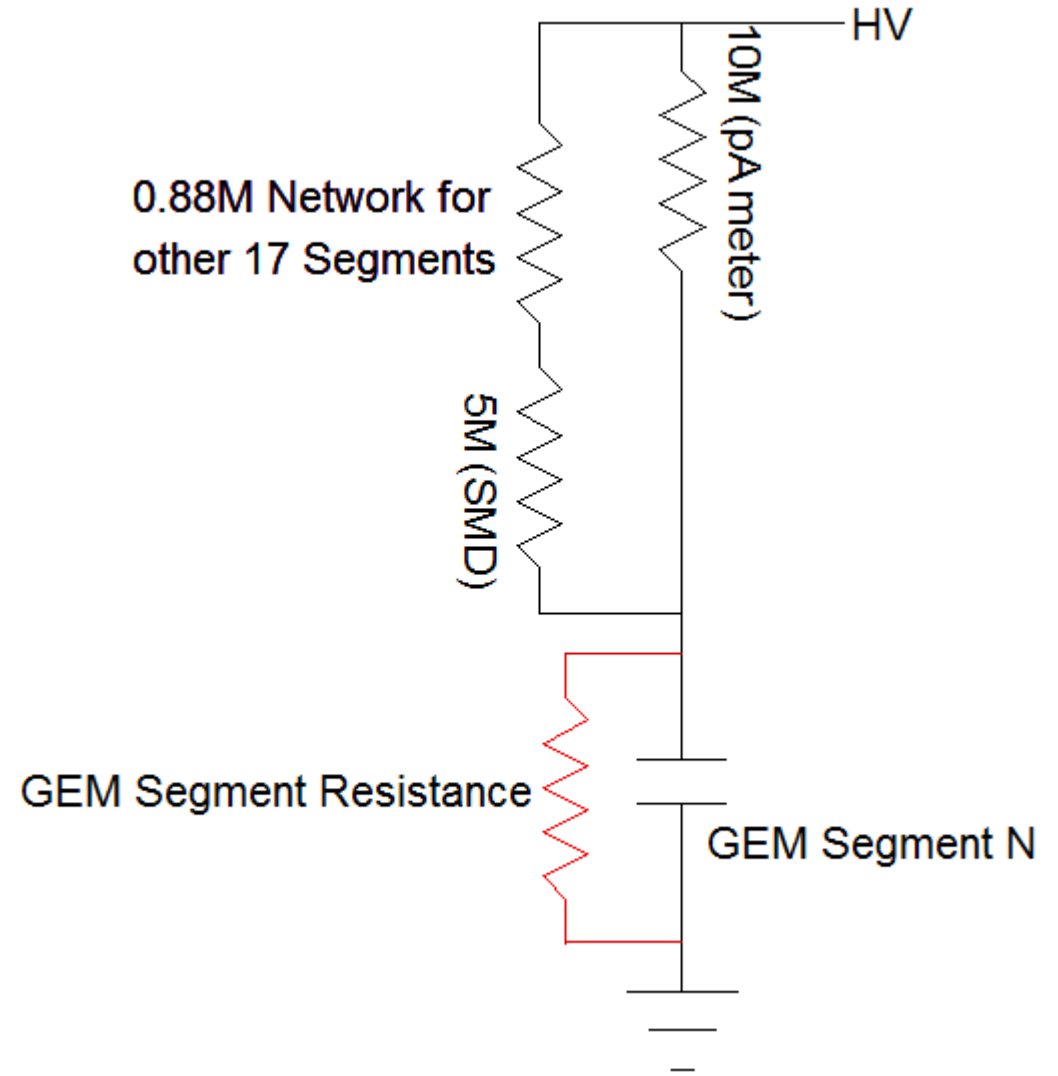 HV
10M (pA meter)
0.88M Network for
other 17 Segments
5M (SMD)
GEM Segment Resistance
GEM Segment N